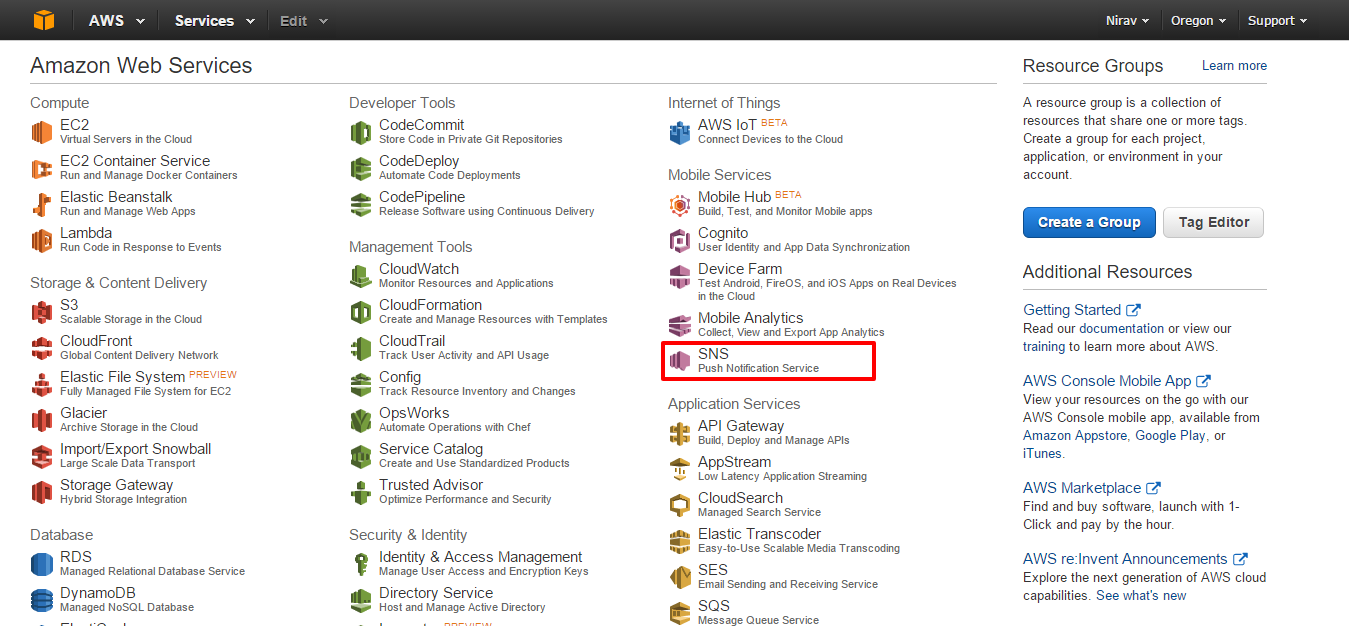 AWS
Services
Edit
Nirav
Oregon
Support
Amazon Web Services
Compute
EC2
Virtual Servers in the Cloud
EC2 Container Service
Run and Manage Docker Containers
Elastic Beanstalk
Run and Manage Web Apps
Lambda
Run Code in Response to Events
Storage & Content Delivery
S3
Scalable Storage in the Cloud
CloudFront
Global Content Delivery Network
Elastic File System PREVIEW
Fully Managed File System for EC2
Glacier
Archive Storage in the Cloud
Import/Export Snowball
Large Scale Data Transport
Storage Gateway
Hybrid Storage Integration
Database
RDS
Managed Relational Database Service
DynamoDB
Managed NoSQL Database
Developer Tools
CodeCommit
Store Code in Private Git Repositories
CodeDeploy
Automate Code Deployments
CodePipeline
Release Software using Continuous Delivery
Management Tools
CloudWatch
Monitor Resources and Applications
CloudFormation
Create and Manage Resources with Templates
CloudTrail
Track User Activity and API Usage
Config
Track Resource Inventory and Changes
OpsWorks
Automate Operations with Chef
Service Catalog
Create and Use Standardized Products
Trusted Advisor
Optimize Performance and Security
Security & Identity
Identity & Access Management
Manage User Access and Encryption Keys
Directory Service
Host and Manage Active Directory
PREVIEW
Internet of Things
AWS IoT BETA
Connect Devices to the Cloud
Mobile Services
Mobile Hub BETA
Build, Test, and Monitor Mobile apps
Cognito
User Identity and App Data Synchronization
Device Farm
Test Android, FireOS, and iOS Apps on Real Devices
in the Cloud
Mobile Analytics
Collect, View and Export App Analytics
SNS
Push Notification Service
Application Services
API Gateway
Build, Deploy and Manage APIs
AppStream
Low Latency Application Streaming
CloudSearch
Managed Search Service
Elastic Transcoder
Easy-to-Use Scalable Media Transcoding
SES
Email Sending and Receiving Service
SQS
Message Queue Service
Resource Groups
Learn more
A resource group is a collection of
resources that share one or more tags.
Create a group for each project,
application, or environment in your
account.
Create a Group
Tag Editor
Additional Resources
Getting Started
Read our documentation or view our
training to learn more about AWS.
AWS Console Mobile App
View your resources on the go with our
AWS Console mobile app, available from
Amazon Appstore, Google Play, or
iTunes.
AWS Marketplace
Find and buy software, launch with 1-
Click and pay by the hour.
AWS re:Invent Announcements
Explore the next generation of AWS cloud
capabilities. See what's new